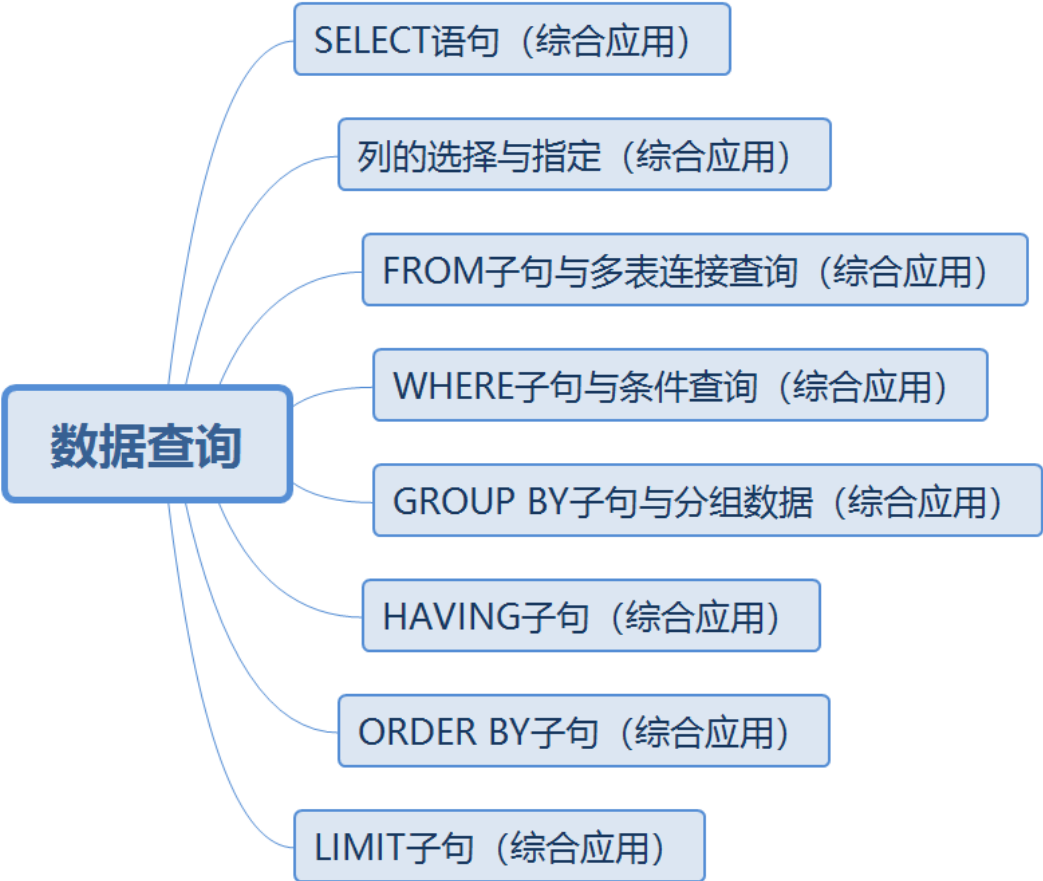 SELECT语句（综合应用）
列的选择与指定（综合应用）
FROM子句与多表连接查询（综合应用）
WHERE子句与条件查询（综合应用）
数据查询
GROUP BY子句与分组数据（综合应用）
HAVING子句（综合应用）
ORDER BY子句（综合应用）
LIMIT子句（综合应用）